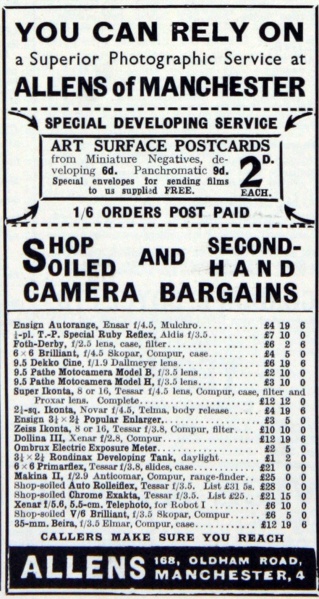 YOU CAN RELY ON
a Superior Photographic Service at
ALLENS of MANCHESTER
SPECIAL DEVELOPING SERVICE
ART SURFACE POSTCARDS
from Miniature Negatives, de-
veloping 6d. Panchromatic 9d.
Special envelopes for sending films
to us supplied FREE.
2D.
EACH.
1/6 ORDERS POST PAID
SHOP SOILED AND SECOND-HAND
CAMERA BARGAINS
Ensign Autorange, Ensar f/4.5, Mulchro £4 19 6
¼-pl. T.-P. Special Ruby Reflex, Aldis f/3.5 £7 10 0
Foth-Derby, f/2.5 lens, case, filter £6 2 6
6×6 Brilliant, f/4.5 Skopar, Compur, case £4 5 0
9.5 Dekko Cine, f/1.9 Dallmeyer lens £6 19 6
9.5 Pathe Motocamera Model B, f/3.5 lens £2 10 0
9.5 Pathe Motocamera Model H, f/3.5 lens £3 10 0
Super Ikonta, 8 or 16, Tessar f/4.5 lens, Compur, case, filter and
Proxar lens. Complete £12 12 0
2¼-sq. Ikonta, Novar f/4.5, Telma, body release £4 19 6
Ensign 3¼×2¼ Popular Enlarger £3 5 0
Zeiss Ikonta, 8 or 16, Tessar f/3.8, Compur, filter £10 10 0
Dollina III, Xenar f/2.8, Compur £12 19 6
Ombrux Electric Exposure Meter £2 5 0
3¼×2¼ Rondinax Developing Tank, daylight £1 2 0
6×6 Primarflex, Tessar f/3.8, slides, case £21 0 0
Makina II, f/2.9 Anticomar, Compur, range-finder £25 0 0
Shop-soiled Auto Rolleiflex, Tessar f/3.5. List £31 5s. £28 0 0
Shop-soiled Chrome Exakta, Tessar f/3.5. List £25 £21 15 0
Xenar f/5.6, 5.5-cm. Telephoto, for Robot I £6 10 0
Shop-soiled V/6 Brilliant, f/3.5 Skopar, Compur £6 5 0
35-mm. Beira, f/3.5 Elmar, Compur, case £12 19 6
CALLERS MAKE SURE YOU REACH
ALLENS 168, OLDHAM ROAD,
MANCHESTER, 4